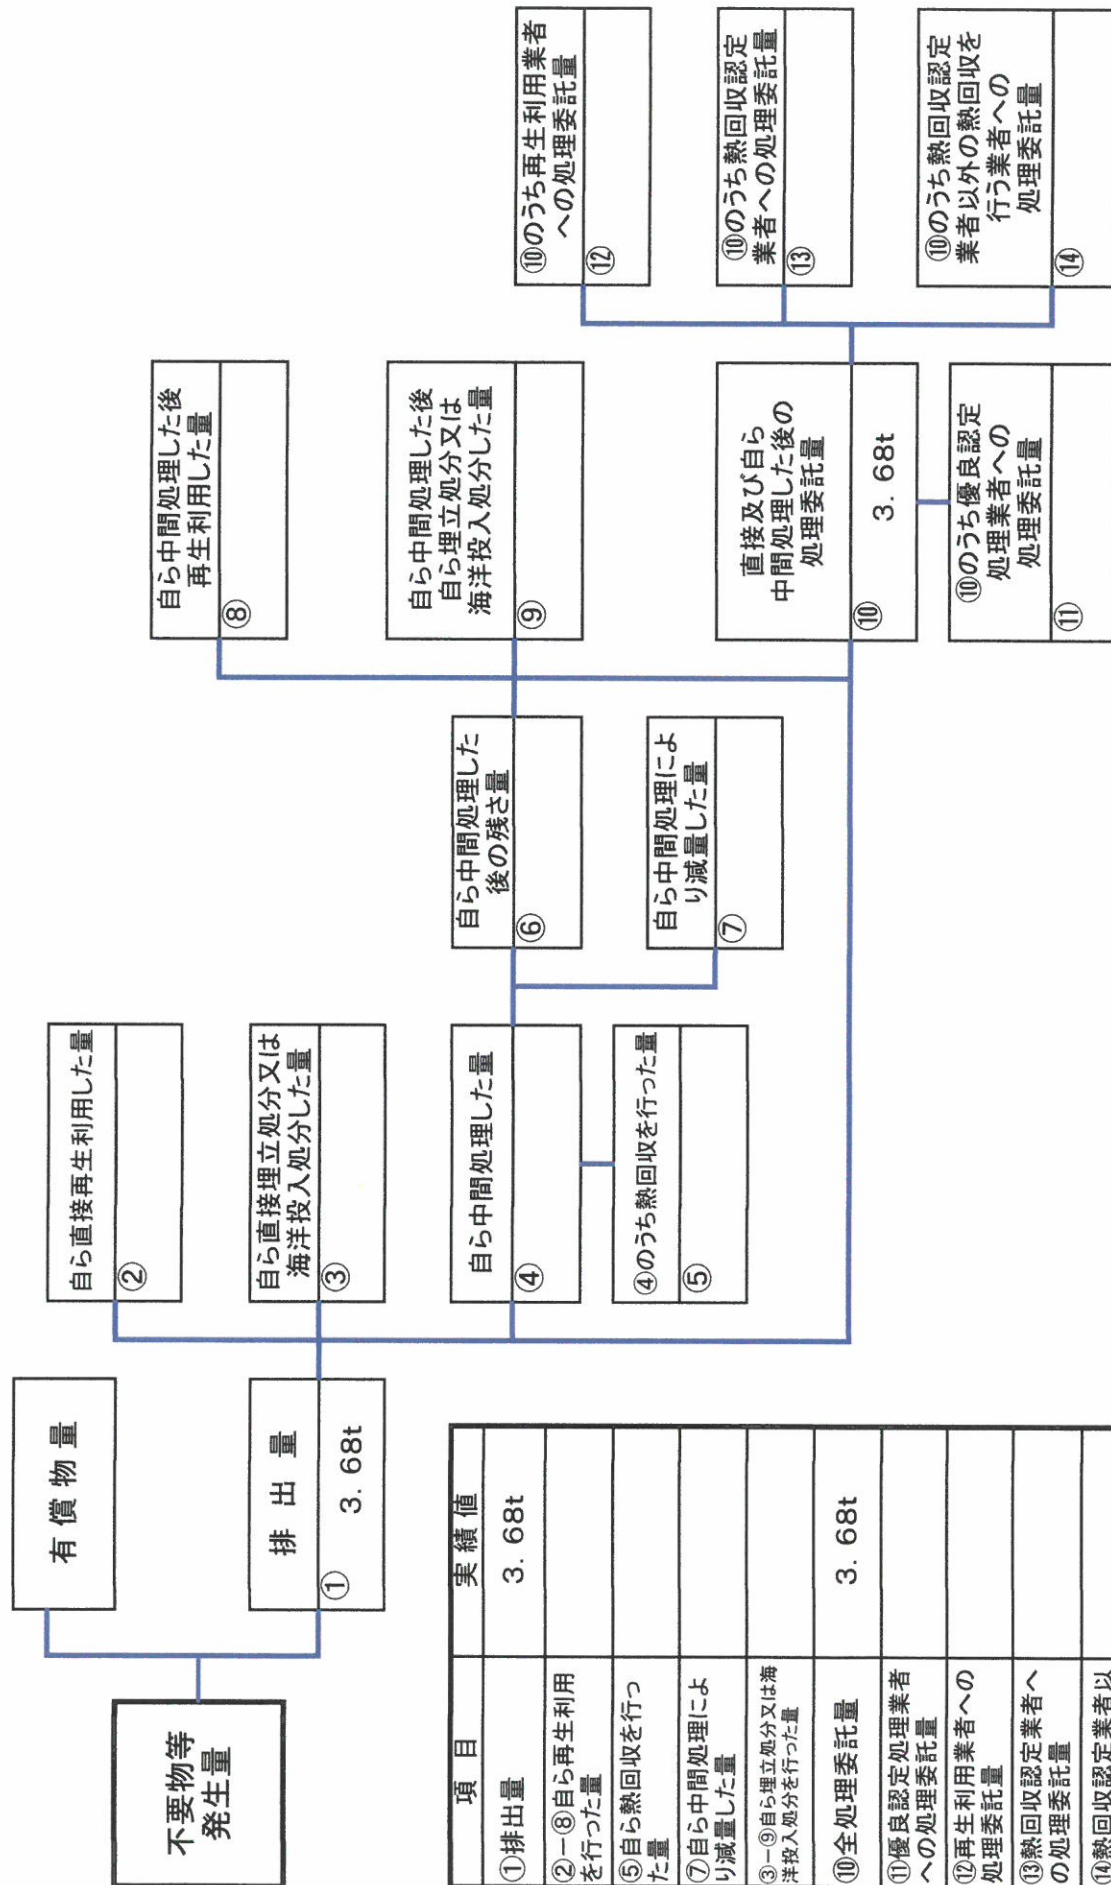 不要物等
発生量
有 償 物 量
排 出 量
①
3. 68t
自ら直接再生利用した量
②
自ら直接埋立処分又は
海洋投入処分した量
③
自ら中間処理した量
④
④のうち熱回収を行った量
⑤
自ら中間処理した
後の残さ量
⑥
自ら中間処理によ
り減量した量
⑦
自ら中間処理した後
再生利用した量
⑧
自ら中間処理した後
自ら埋立処分又は
海洋投入処分した量
⑨
直接及び自ら
中間処理した後の
処理委託量
⑩
3. 68t
⑩のうち優良認定
処理業者への
処理委託量
⑪
⑩のうち再生利用業者
への処理委託量
⑫
⑩のうち熱回収認定
業者への処理委託量
⑬
⑩のうち熱回収認定
業者以外の熱回収を
行う業者への
処理委託量
⑭
項 目
実 績 値
①排出量
3. 68t
②ー⑧自ら再生利用
を行った量
⑤自ら熱回収を行っ
た量
⑦自ら中間処理によ
り減量した量
③ー⑨自ら埋立処分又は海
洋投入処分を行った量
⑩全処理委託量
3. 68t
⑪優良認定処理業者
への処理委託量
⑫再生利用業者への
処理委託量
⑬熱回収認定業者へ
の処理委託量
⑭熱回収認定業者以